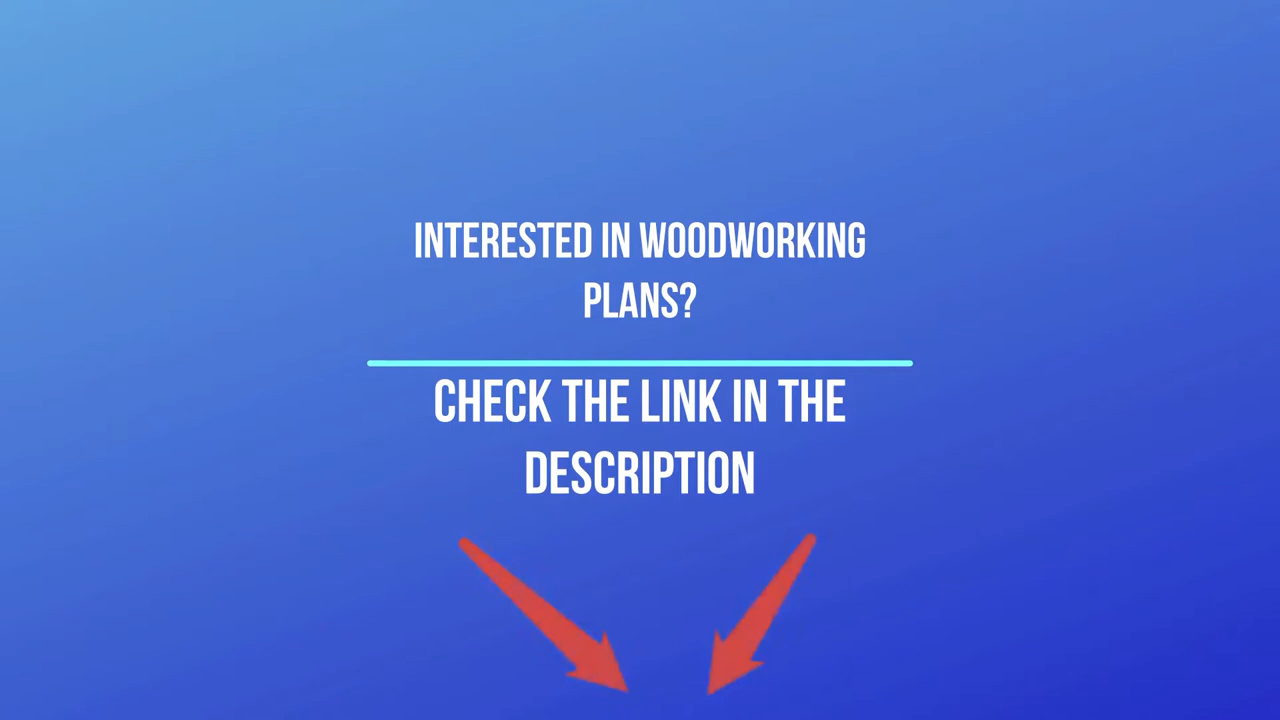 INTERESTED IN WOODWORKING
PLANS?
CHECK THE LINK IN THE
DESCRIPTION